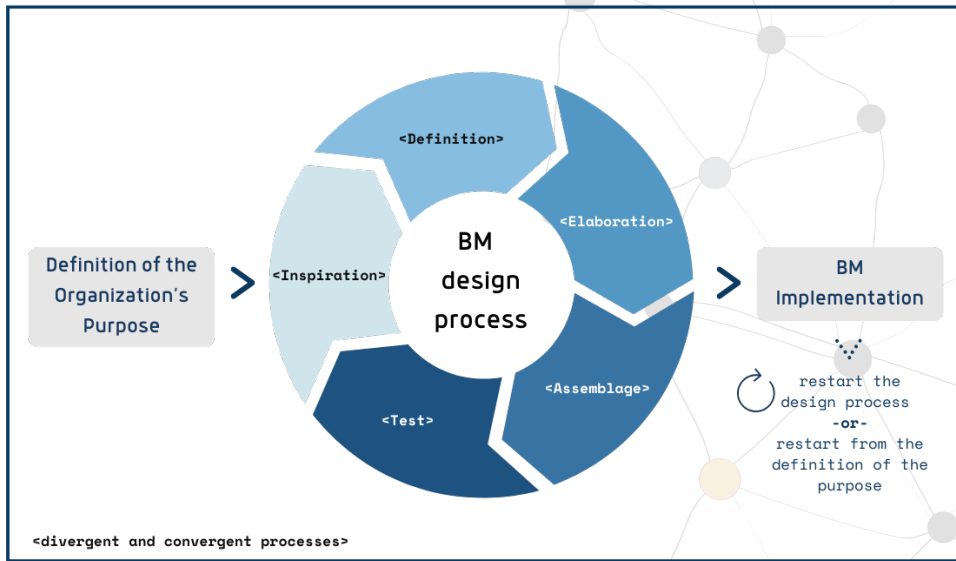 Definition of the
Organization's
Purpose
>
<Inspiration>
<Definition>
<Elaboration>
<Assemblage>
<Test>
BM
design
process
>
BM
Implementation
restart the
design process
-or-
restart from the
definition of the
purpose
<divergent and convergent processes>